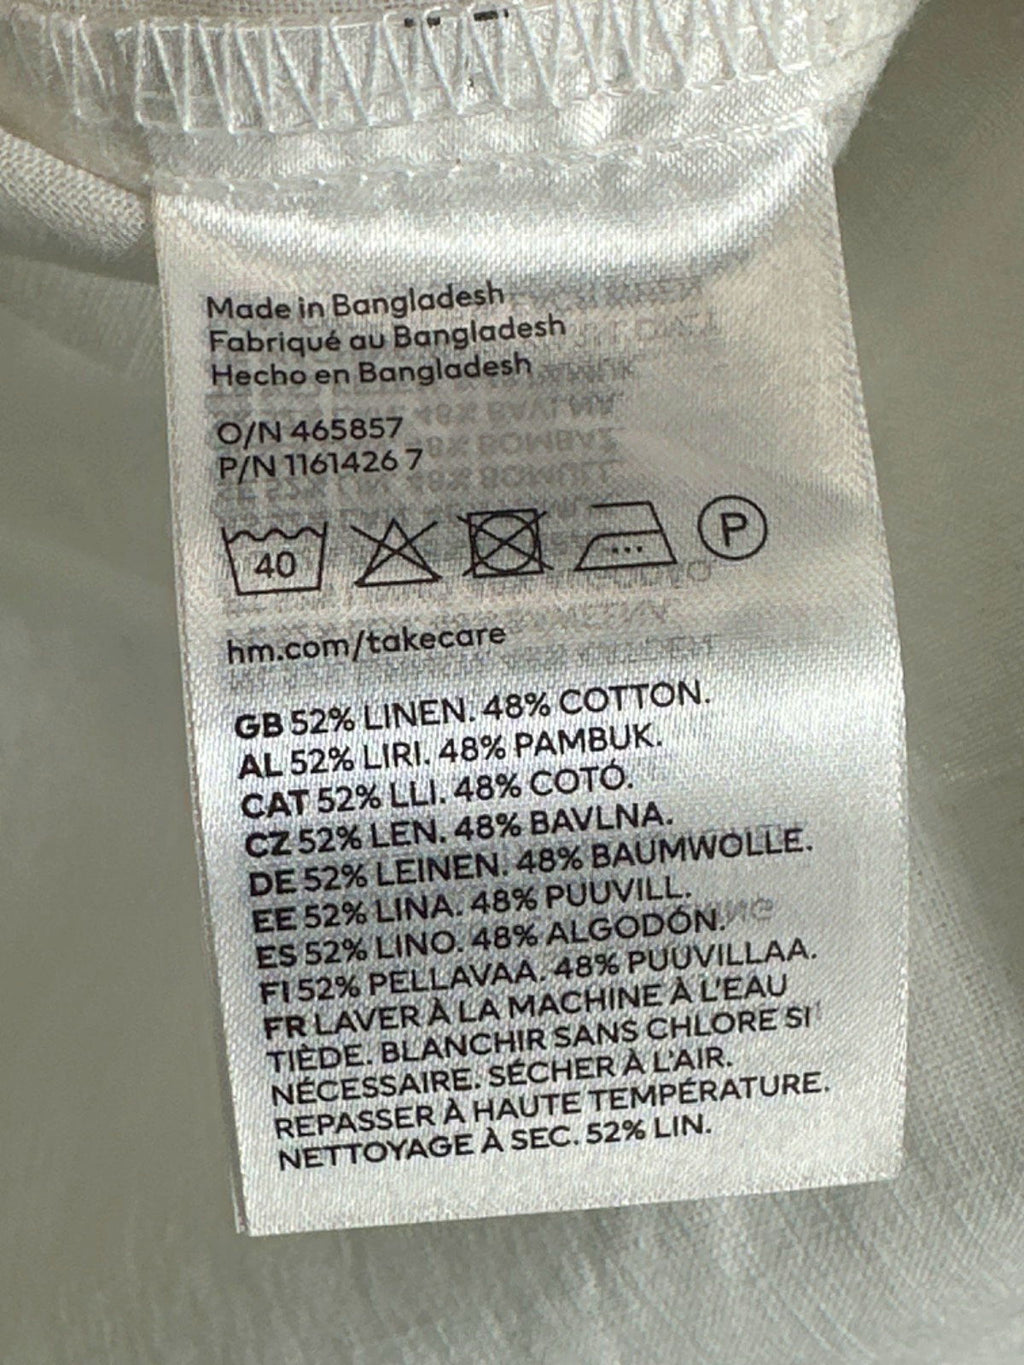 Made in Bangladesh
Fabriqué au Bangladesh
Hecho en Bangladesh
O/N 465857
P/N 1161426 7
40 P
hm.com/takecare
GB 52% LINEN. 48% COTTON.
AL 52% LIRI. 48% PAMBUK.
CAT 52% LLI. 48% COTÓ.
CZ 52% LEN. 48% BAVLNA.
DE 52% LEINEN. 48% BAUMWOLLE.
EE 52% LINA. 48% PUUVILL.
ES 52% LINO. 48% ALGODÓN.
FI 52% PELLAVAA. 48% PUUVILLAA.
FR LAVER À LA MACHINE À L'EAU
TIÈDE. BLANCHIR SANS CHLORE SI
NÉCESSAIRE. SÉCHER À L'AIR.
REPASSER À HAUTE TEMPÉRATURE.
NETTOYAGE À SEC. 52% LIN.